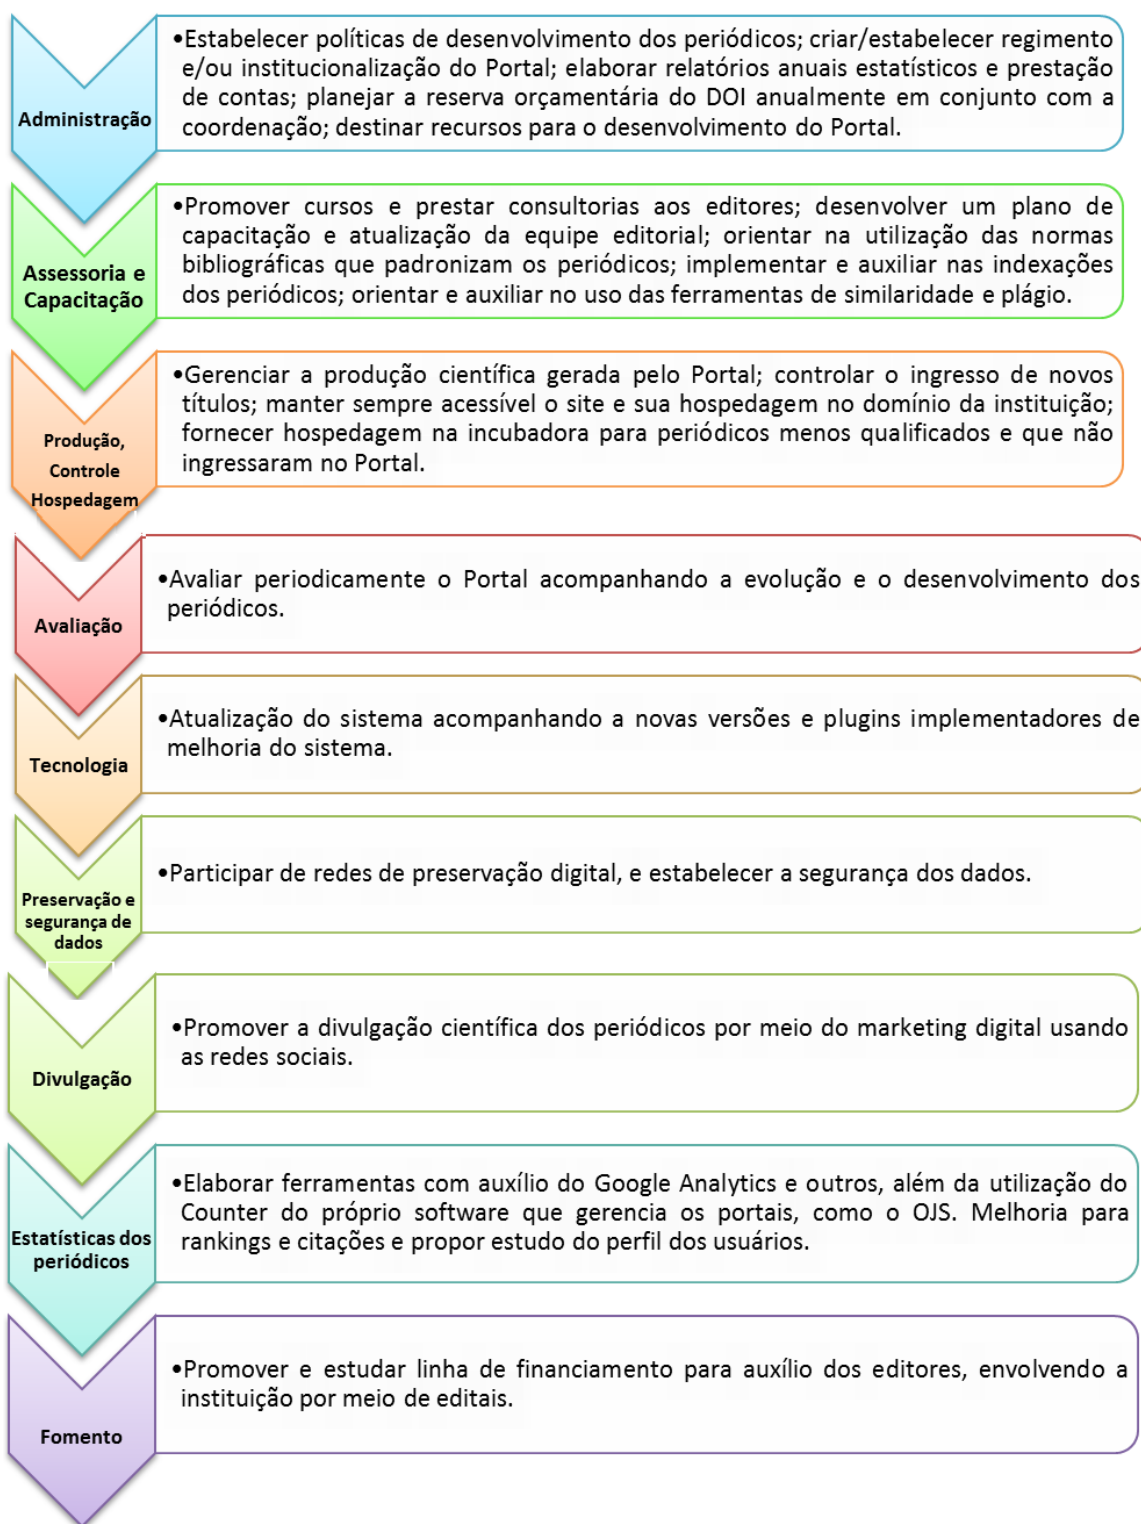 Administração
•Estabelecer políticas de desenvolvimento dos periódicos; criar/estabelecer regimento
e/ou institucionalização do Portal; elaborar relatórios anuais estatísticos e prestação
de contas; planejar a reserva orçamentária do DOI anualmente em conjunto com a
coordenação; destinar recursos para o desenvolvimento do Portal.
Assessoria e
Capacitação
•Promover cursos e prestar consultorias aos editores; desenvolver um plano de
capacitação e atualização da equipe editorial; orientar na utilização das normas
bibliográficas que padronizam os periódicos; implementar e auxiliar nas indexações
dos periódicos; orientar e auxiliar no uso das ferramentas de similaridade e plágio.
Produção,
Controle
Hospedagem
•Gerenciar a produção científica gerada pelo Portal; controlar o ingresso de novos
títulos; manter sempre acessível o site e sua hospedagem no domínio da instituição;
fornecer hospedagem na incubadora para periódicos menos qualificados e que não
ingressaram no Portal.
Avaliação
•Avaliar periodicamente o Portal acompanhando a evolução e o desenvolvimento dos
periódicos.
Tecnologia
•Atualização do sistema acompanhando a novas versões e plugins implementadores de
melhoria do sistema.
Preservação e
segurança de
dados
•Participar de redes de preservação digital, e estabelecer a segurança dos dados.
Divulgação
•Promover a divulgação científica dos periódicos por meio do marketing digital usando
as redes sociais.
Estatísticas dos
periódicos
•Elaborar ferramentas com auxílio do Google Analytics e outros, além da utilização do
Counter do próprio software que gerencia os portais, como o OJS. Melhoria para
rankings e citações e propor estudo do perfil dos usuários.
Fomento
•Promover e estudar linha de financiamento para auxílio dos editores, envolvendo a
instituição por meio de editais.